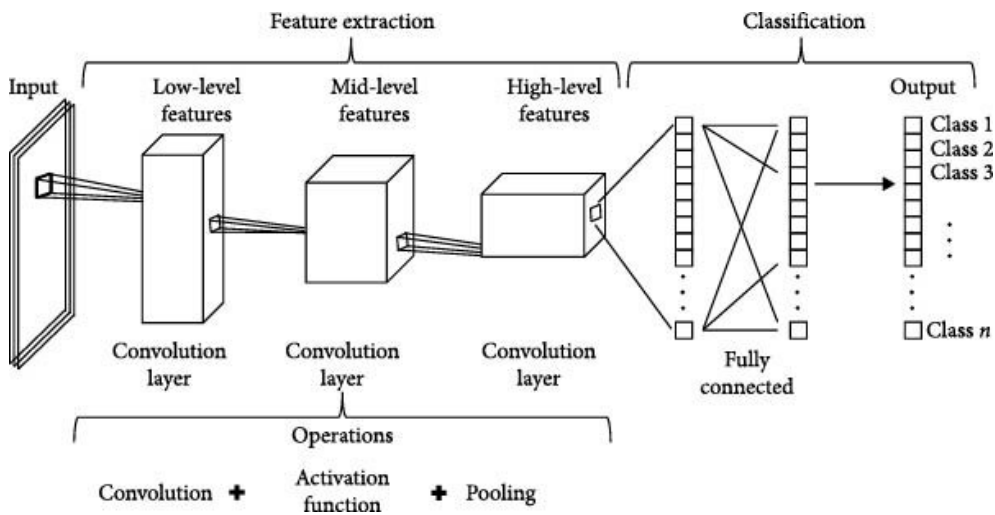 Feature extraction
Classification
Input
Low-level
features
Mid-level
features
High-level
features
Output
Class 1
Class 2
Class 3
Class n
Convolution
layer
Convolution
layer
Convolution
layer
Fully
connected
Operations
Convolution + Activation
function + Pooling